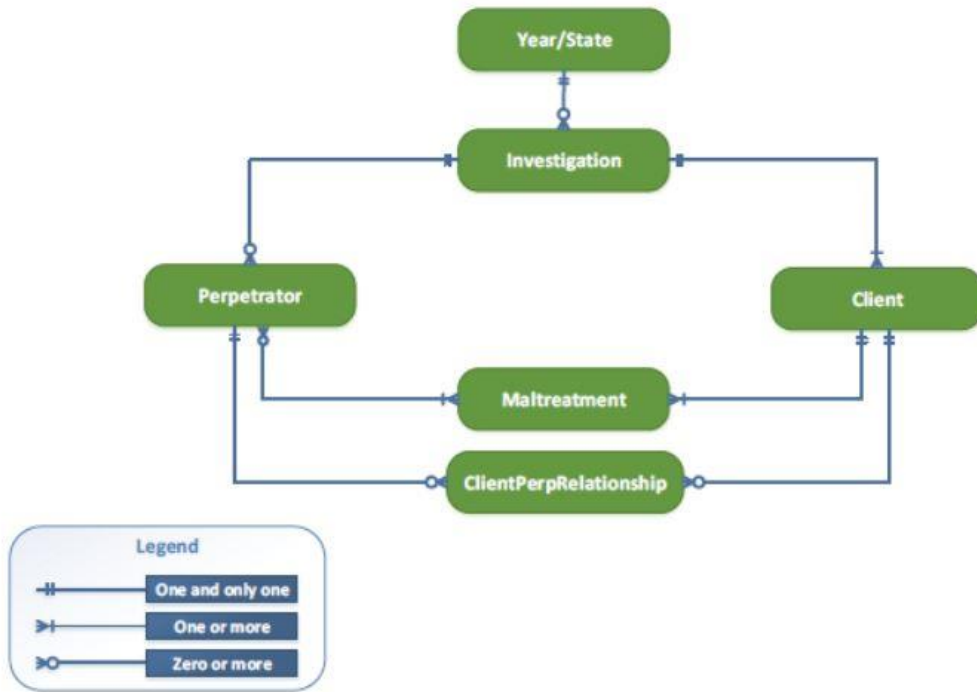 Year/State
Investigation
Perpetrator
Client
Maltreatment
ClientPerpRelationship
Legend
One and only one
One or more
Zero or more